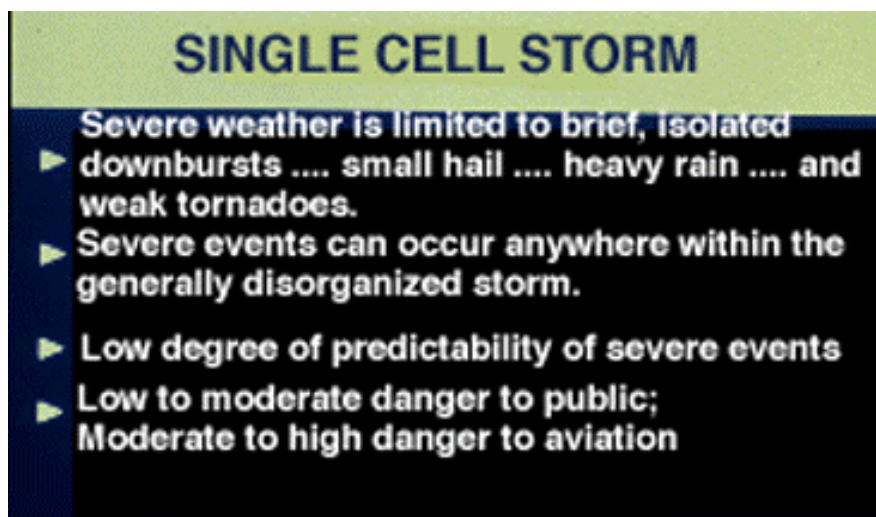 SINGLE CELL STORM
Severe weather is limited to brief, isolated
downbursts .... small hail .... heavy rain .... and
weak tornadoes.
Severe events can occur anywhere within the
generally disorganized storm.
Low degree of predictability of severe events
Low to moderate danger to public;
Moderate to high danger to aviation